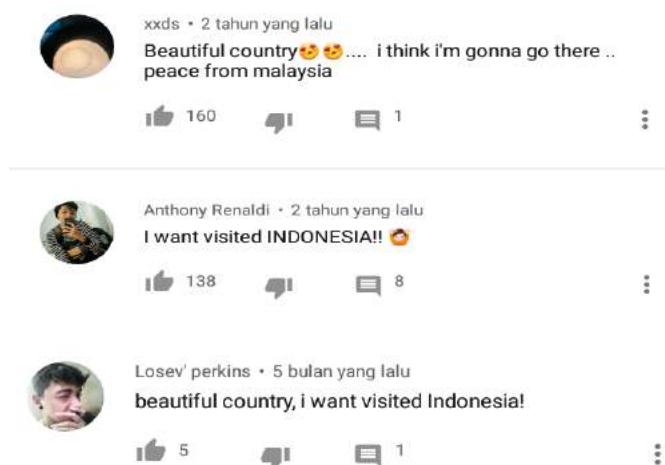 xxds • 2 tahun yang lalu
Beautiful country😍😍.... i think i'm gonna go there ..
peace from malaysia
160 1
Anthony Renaldi • 2 tahun yang lalu
I want visited INDONESIA!! 🙆
138 8
Losev' perkins • 5 bulan yang lalu
beautiful country, i want visited Indonesia!
5 1